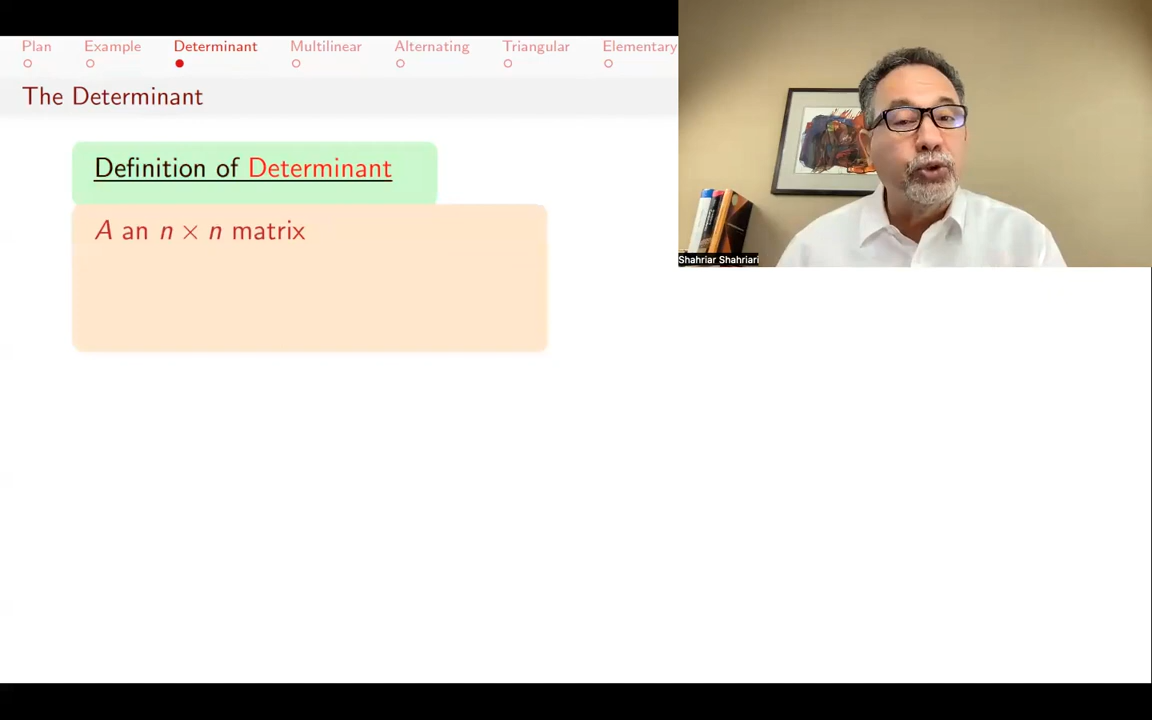 Plan Example Determinant Multilinear Alternating Triangular Elementary
The Determinant
Definition of Determinant
A an n × n matrix
Shahriar Shahriari